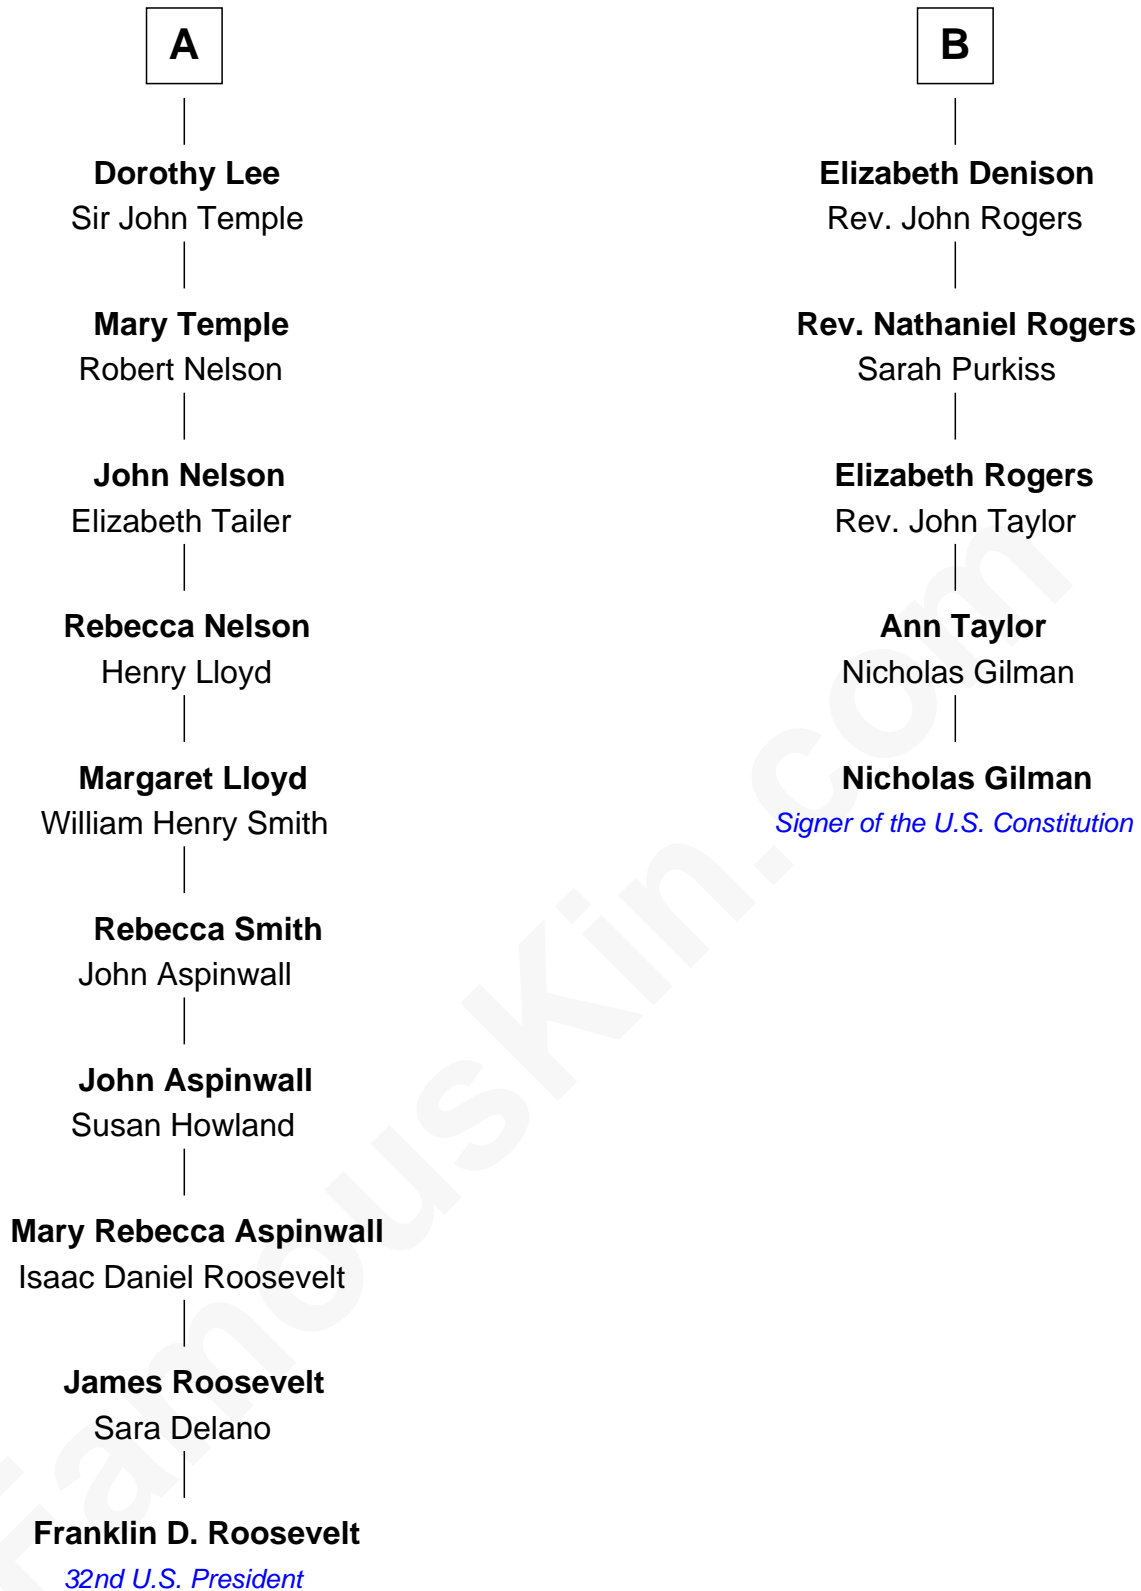 A
Dorothy Lee
Sir John Temple
Mary Temple
Robert Nelson
John Nelson
Elizabeth Tailer
Rebecca Nelson
Henry Lloyd
Margaret Lloyd
William Henry Smith
Rebecca Smith
John Aspinwall
John Aspinwall
Susan Howland
Mary Rebecca Aspinwall
Isaac Daniel Roosevelt
James Roosevelt
Sara Delano
Franklin D. Roosevelt
32nd U.S. President
B
Elizabeth Denison
Rev. John Rogers
Rev. Nathaniel Rogers
Sarah Purkiss
Elizabeth Rogers
Rev. John Taylor
Ann Taylor
Nicholas Gilman
Nicholas Gilman
Signer of the U.S. Constitution
FamousKin.com